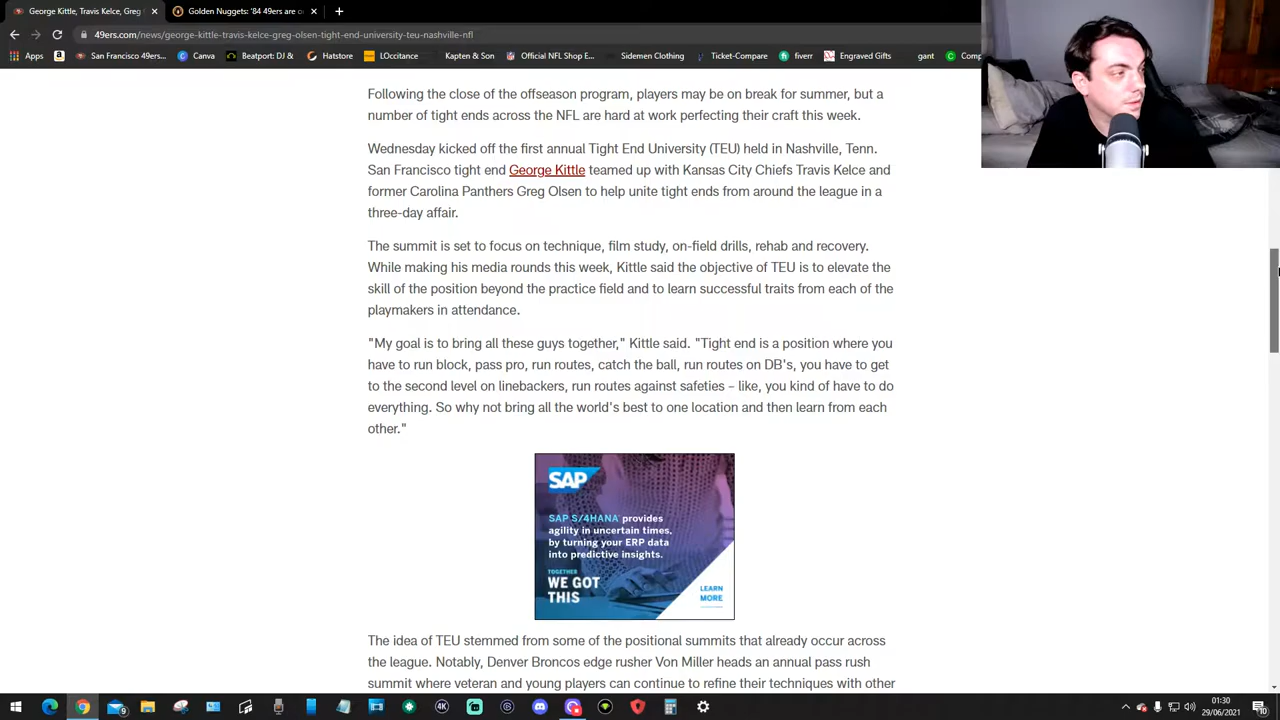 George Kittle, Travis Kelce, Greg
Golden Nuggets: '84 49ers are o
49ers.com/news/george-kittle-travis-kelce-greg-olsen-tight-end-university-teu-nashville-nfl
Apps
San Francisco 49ers...
Canva
Beatport: DJ &
Hatstore
LOccitance
Kempson & Son
Official NFL Shop E...
Sidemen Clothing
Ticket-Compare
fiverr
Engraved Gifts
gant
Comp
Following the close of the offseason program, players may be on break for summer, but a
number of tight ends across the NFL are hard at work perfecting their craft this week.
Wednesday kicked off the first annual Tight End University (TEU) held in Nashville, Tenn.
San Francisco tight end George Kittle teamed up with Kansas City Chiefs Travis Kelce and
former Carolina Panthers Greg Olsen to help unite tight ends from around the league in a
three-day affair.
The summit is set to focus on technique, film study, on-field drills, rehab and recovery.
While making his media rounds this week, Kittle said the objective of TEU is to elevate the
skill of the position beyond the practice field and to learn successful traits from each of the
playmakers in attendance.
"My goal is to bring all these guys together," Kittle said. "Tight end is a position where you
have to run block, pass pro, run routes, catch the ball, run routes on DB's, you have to get
to the second level on linebackers, run routes against safeties – like, you kind of have to do
everything. So why not bring all the world's best to one location and then learn from each
other."
SAP
SAP S/4HANA provides
agility in uncertain times,
by turning your ERP data
into predictive insights.
TOGETHER
WE GOT
THIS
LEARN
MORE
The idea of TEU stemmed from some of the positional summits that already occur across
the league. Notably, Denver Broncos edge rusher Von Miller heads an annual pass rush
summit where veteran and young players can continue to refine their techniques with other
01:30
29/06/2021